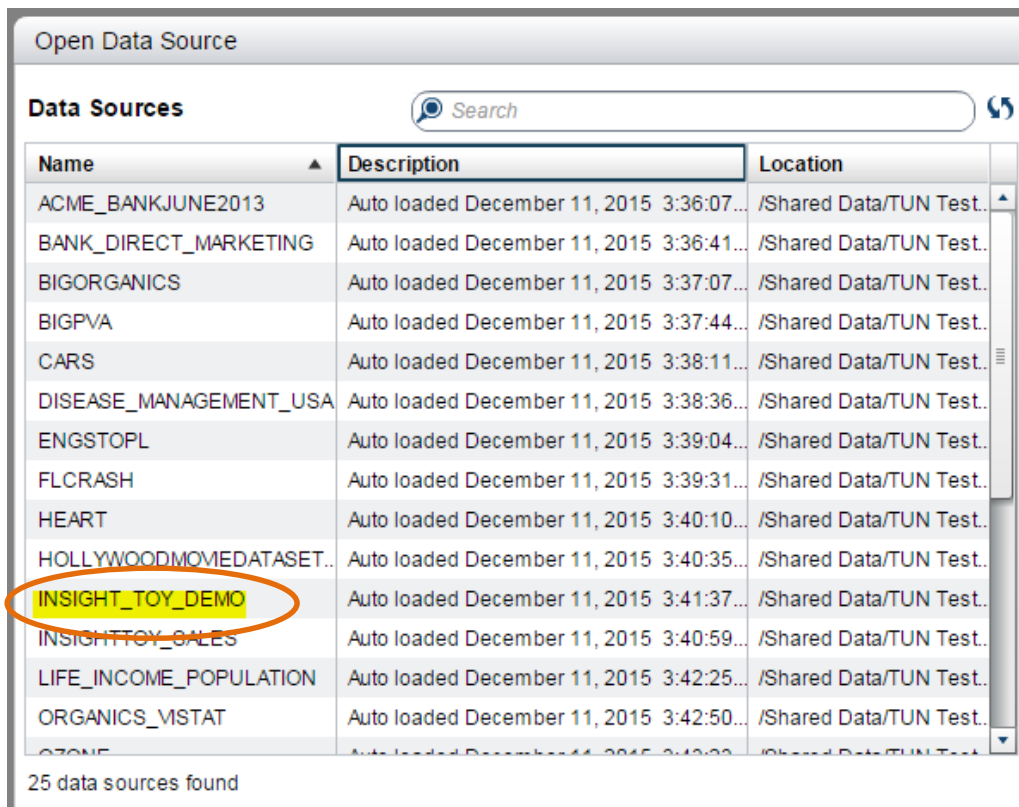 Open Data Source
Data Sources
Search
Name Description Location
ACME_BANKJUNE2013 Auto loaded December 11, 2015 3:36:07... /Shared Data/TUN Test..
BANK_DIRECT_MARKETING Auto loaded December 11, 2015 3:36:41... /Shared Data/TUN Test..
BIGORGANICS Auto loaded December 11, 2015 3:37:07... /Shared Data/TUN Test..
BIGPVA Auto loaded December 11, 2015 3:37:44... /Shared Data/TUN Test..
CARS Auto loaded December 11, 2015 3:38:11... /Shared Data/TUN Test..
DISEASE_MANAGEMENT_USA Auto loaded December 11, 2015 3:38:36... /Shared Data/TUN Test..
ENGSTOPL Auto loaded December 11, 2015 3:39:04... /Shared Data/TUN Test..
FLCRASH Auto loaded December 11, 2015 3:39:31... /Shared Data/TUN Test..
HEART Auto loaded December 11, 2015 3:40:10... /Shared Data/TUN Test..
HOLLYWOODMOVIEDATASET.. Auto loaded December 11, 2015 3:40:35... /Shared Data/TUN Test..
INSIGHT_TOY_DEMO Auto loaded December 11, 2015 3:41:37... /Shared Data/TUN Test..
INSIGHTTOY_SALES Auto loaded December 11, 2015 3:40:59... /Shared Data/TUN Test..
LIFE_INCOME_POPULATION Auto loaded December 11, 2015 3:42:25... /Shared Data/TUN Test..
ORGANICS_VISTAT Auto loaded December 11, 2015 3:42:50... /Shared Data/TUN Test..
25 data sources found